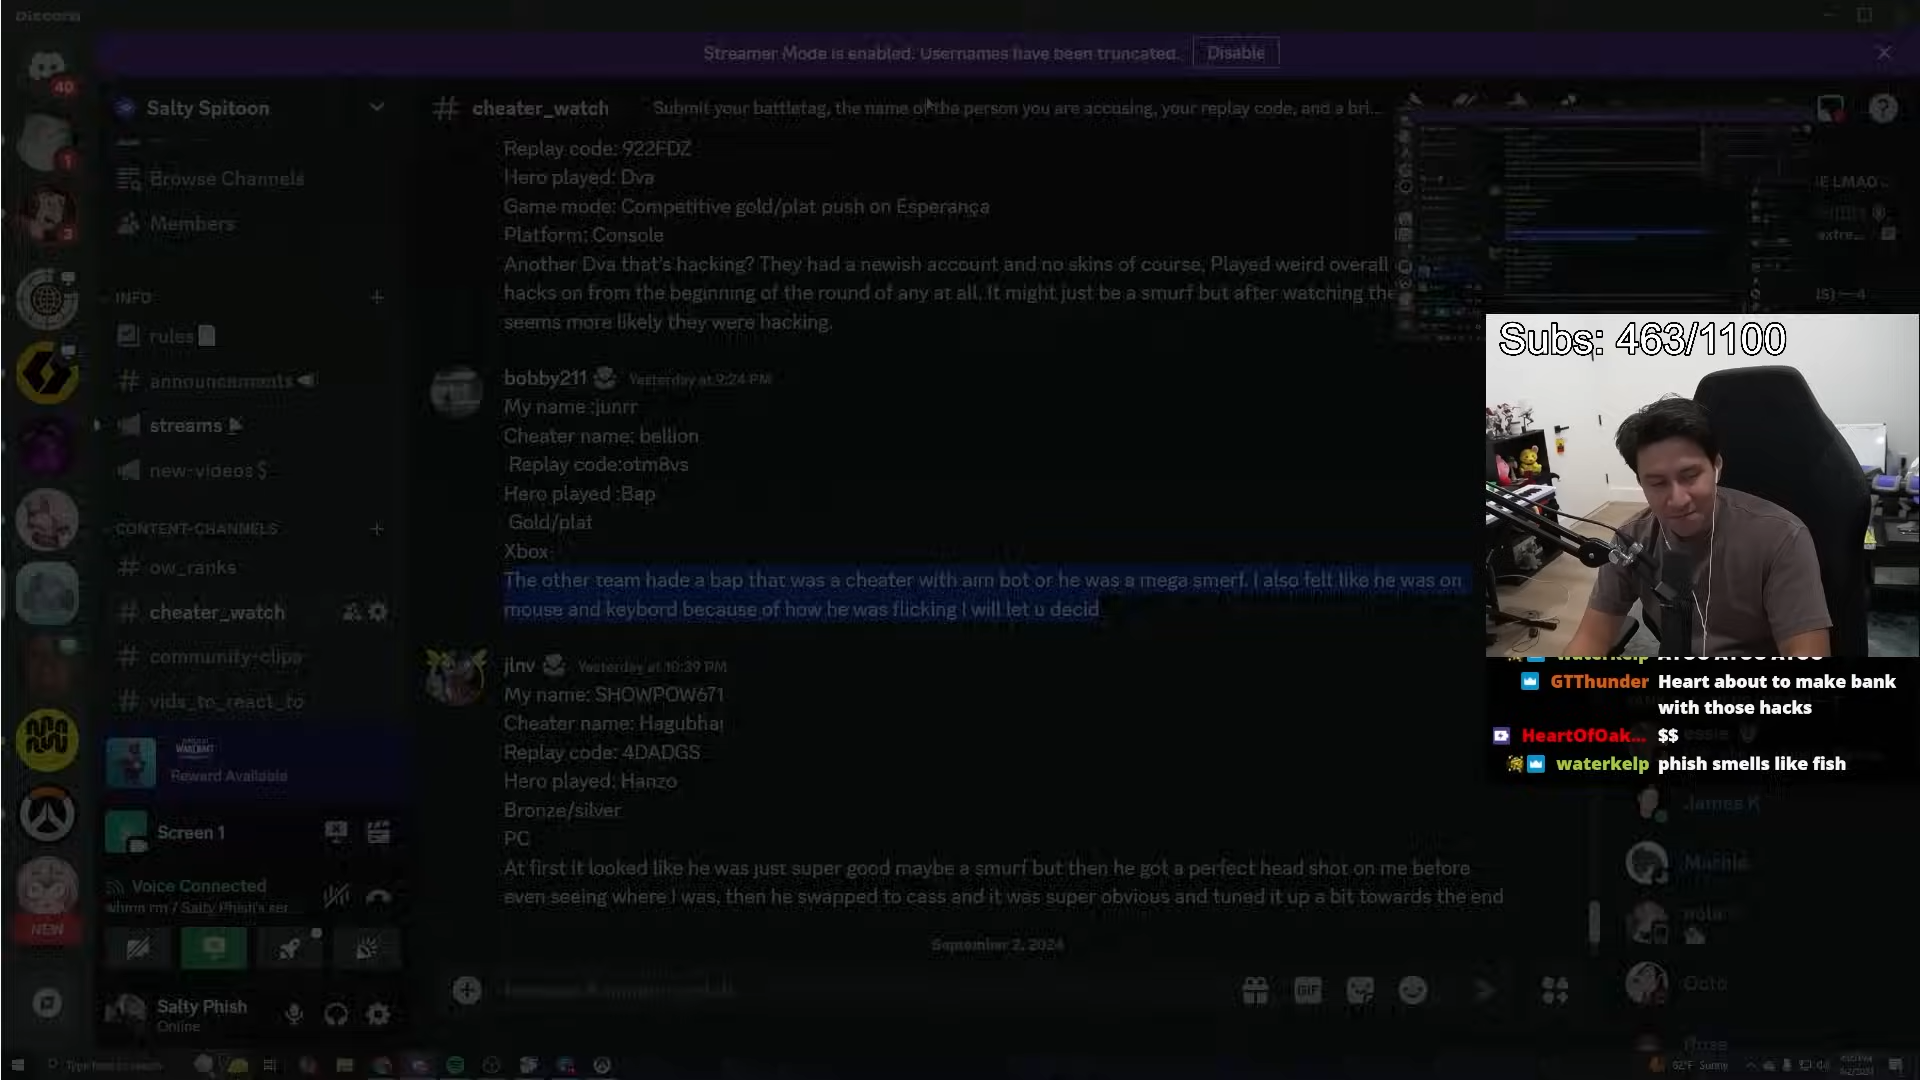 Discord
Streamer Mode is enabled. Usernames have been truncated.
Disable
40
1
3
NEW
Salty Spitoon
Browse Channels
Members
INFO
rules
announcements
streams
new-videos
CONTENT-CHANNELS
# ow_ranks
# cheater_watch
# community-clips
# vids_to_react_to
WARCRAFT
Reward Available
Screen 1
Voice Connected
Salty Phish
Online
# cheater_watch
Submit your battletag, the name of the person you are accusing, your replay code, and a bri...
Replay code: 922FDZ
Hero played: Dva
Game mode: Competitive gold/plat push on Esperança
Platform: Console
Another Dva that's hacking? They had a newish account and no skins of course. Played weird overall
hacks on from the beginning of the round of any at all. It might just be a smurf but after watching the
seems more likely they were hacking.
bobby211 Yesterday at 9:24 PM
My name :junrr
Cheater name: bellion
Replay code:otm8vs
Hero played :Bap
Gold/plat
Xbox
The other team hade a bap that was a cheater with aim bot or he was a mega smerf. I also felt like he was on
mouse and keybord because of how he was flicking I will let u decid
jlnv Yesterday at 10:39 PM
My name: SHOWPOW671
Cheater name: Hagubhaj
Replay code: 4DADGS
Hero played: Hanzo
Bronze/silver
PC
At first it looked like he was just super good maybe a smurf but then he got a perfect head shot on me before
even seeing where I was, then he swapped to cass and it was super obvious and tuned it up a bit towards the end
September 2, 2024
GIF
E LMAO
Subs: 463/1100
waterkelp
GTThunder Heart about to make bank
with those hacks
HeartOfOak... $$
waterkelp phish smells like fish
James K
Octo
Sunny